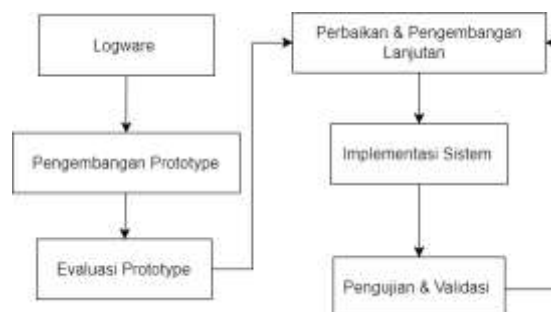 Logware
Pengembangan Prototype
Evaluasi Prototype
Perbaikan & Pengembangan
Lanjutan
Implementasi Sistem
Pengujian & Validasi